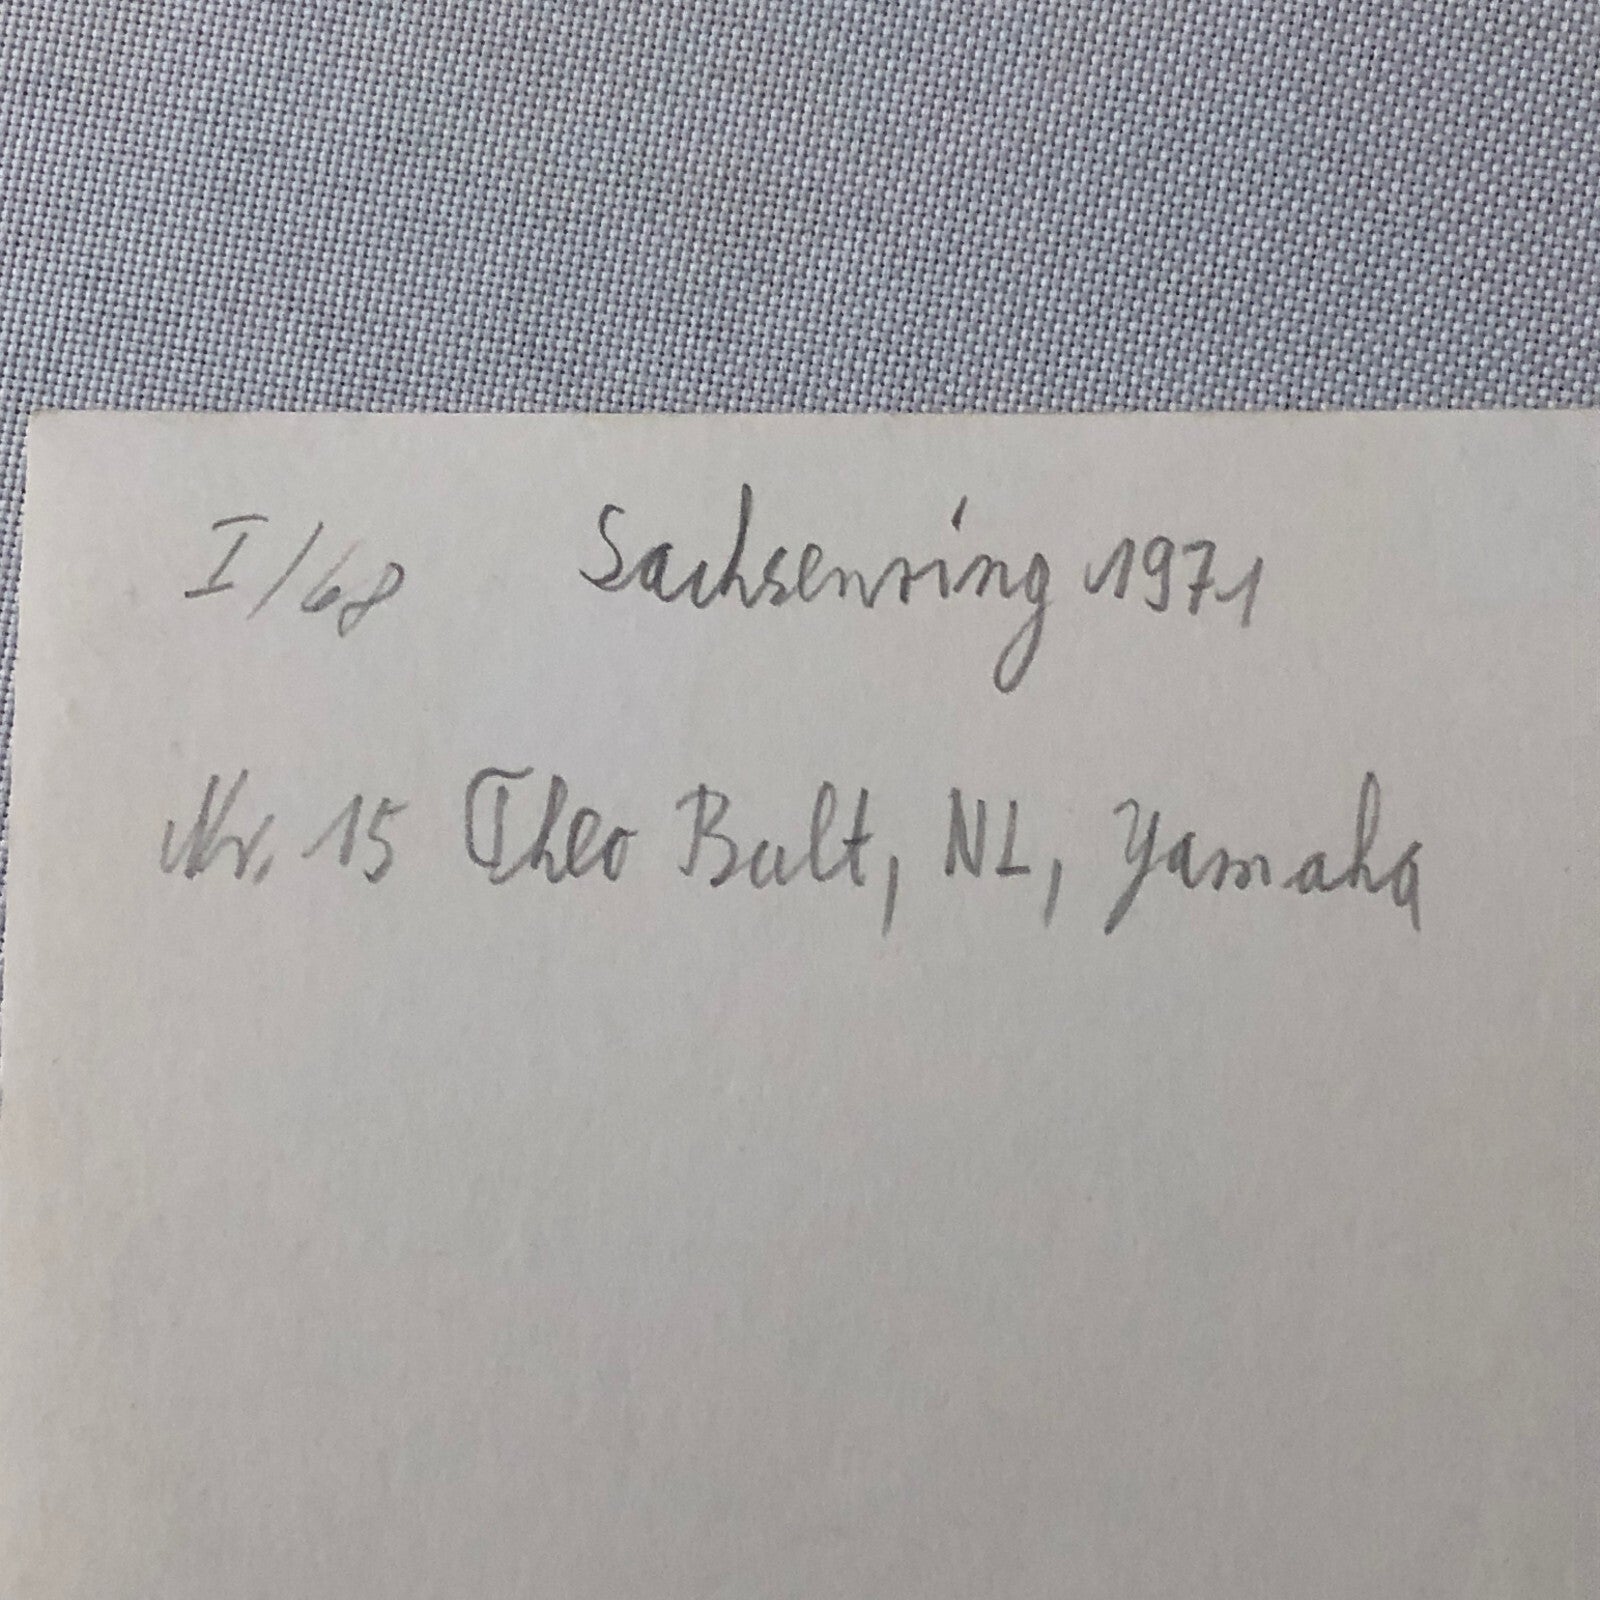 I/68 Sachsenring 1971
Nr. 15 Theo Bult, NL, Yamaha